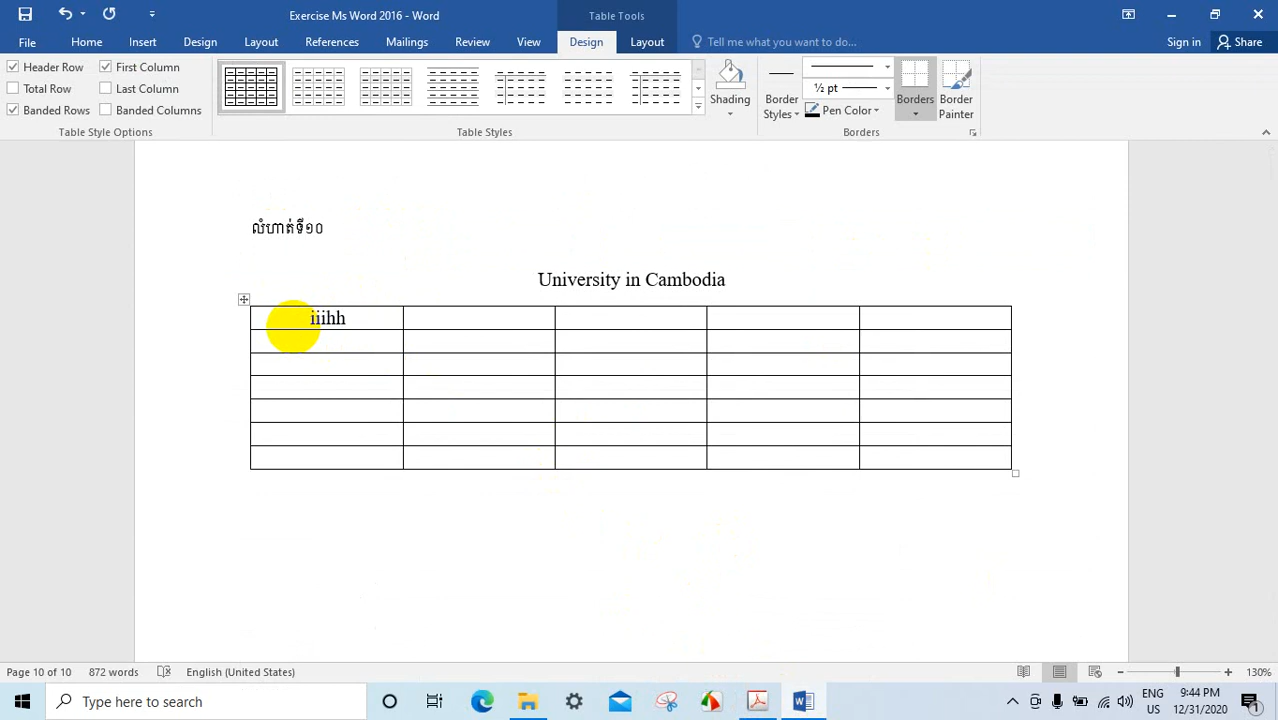 Exercise Ms Word 2016 - Word
Table Tools
File
Home
Insert
Design
Layout
References
Mailings
Review
View
Design
Layout
Tell me what you want to do...
Sign in
Share
Header Row
First Column
Total Row
Last Column
Banded Rows
Banded Columns
Table Style Options
Table Styles
Shading
Border Styles
½ pt
Pen Color
Borders
Border Painter
Borders
លំហាត់ទី១០
University in Cambodia
iiihh
Page 10 of 10
872 words
English (United States)
130%
Type here to search
ENG
US
9:44 PM
12/31/2020
1